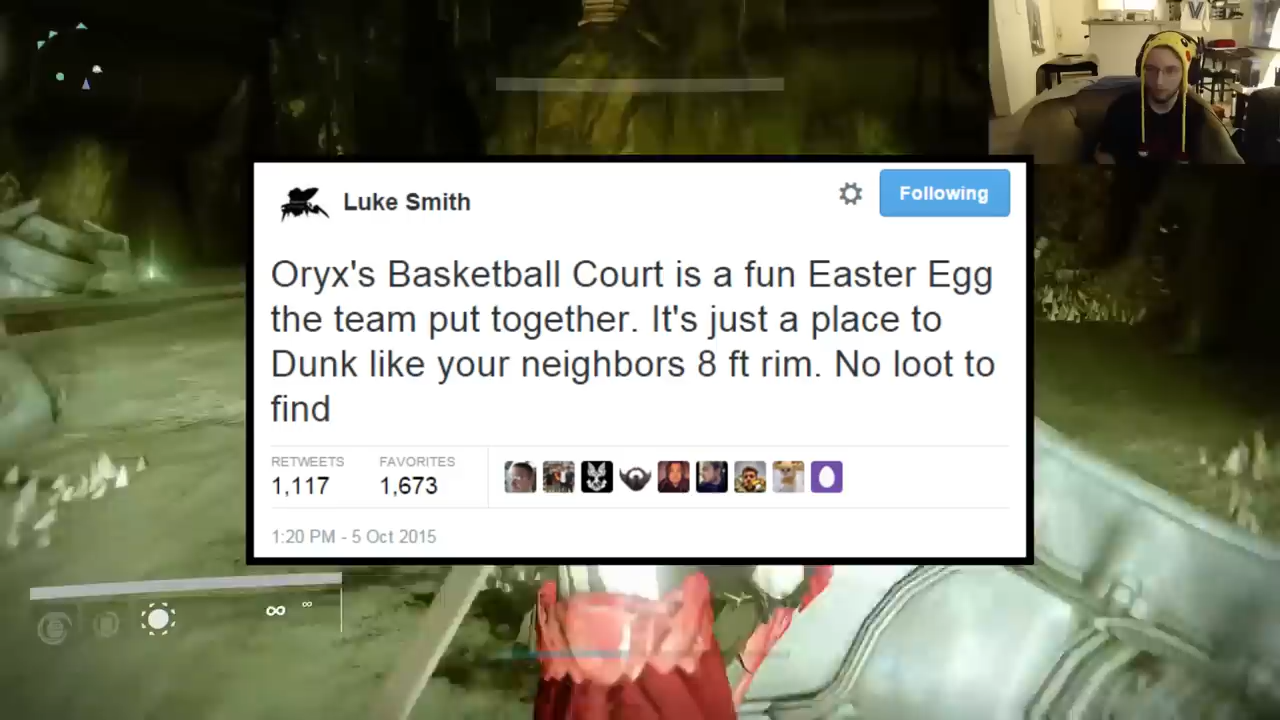 Luke Smith
Following
Oryx's Basketball Court is a fun Easter Egg
the team put together. It's just a place to
Dunk like your neighbors 8 ft rim. No loot to
find
RETWEETS FAVORITES
1,117 1,673
1:20 PM - 5 Oct 2015
∞ ∞